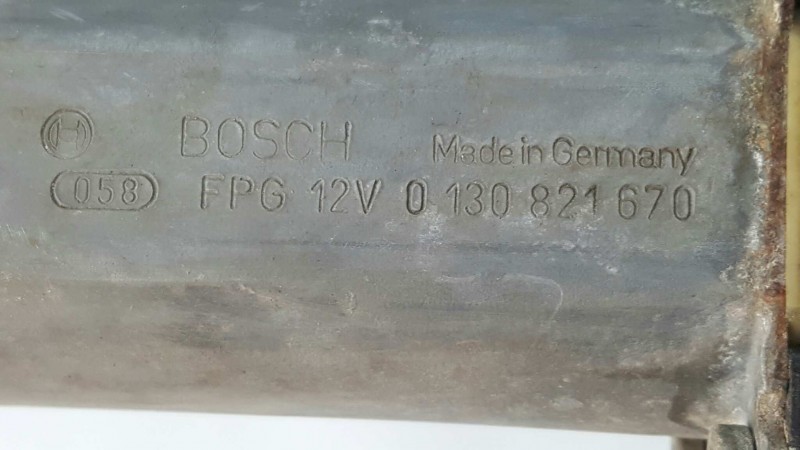 BOSCH Made in Germany
058 FPG 12V 0 130 821 670